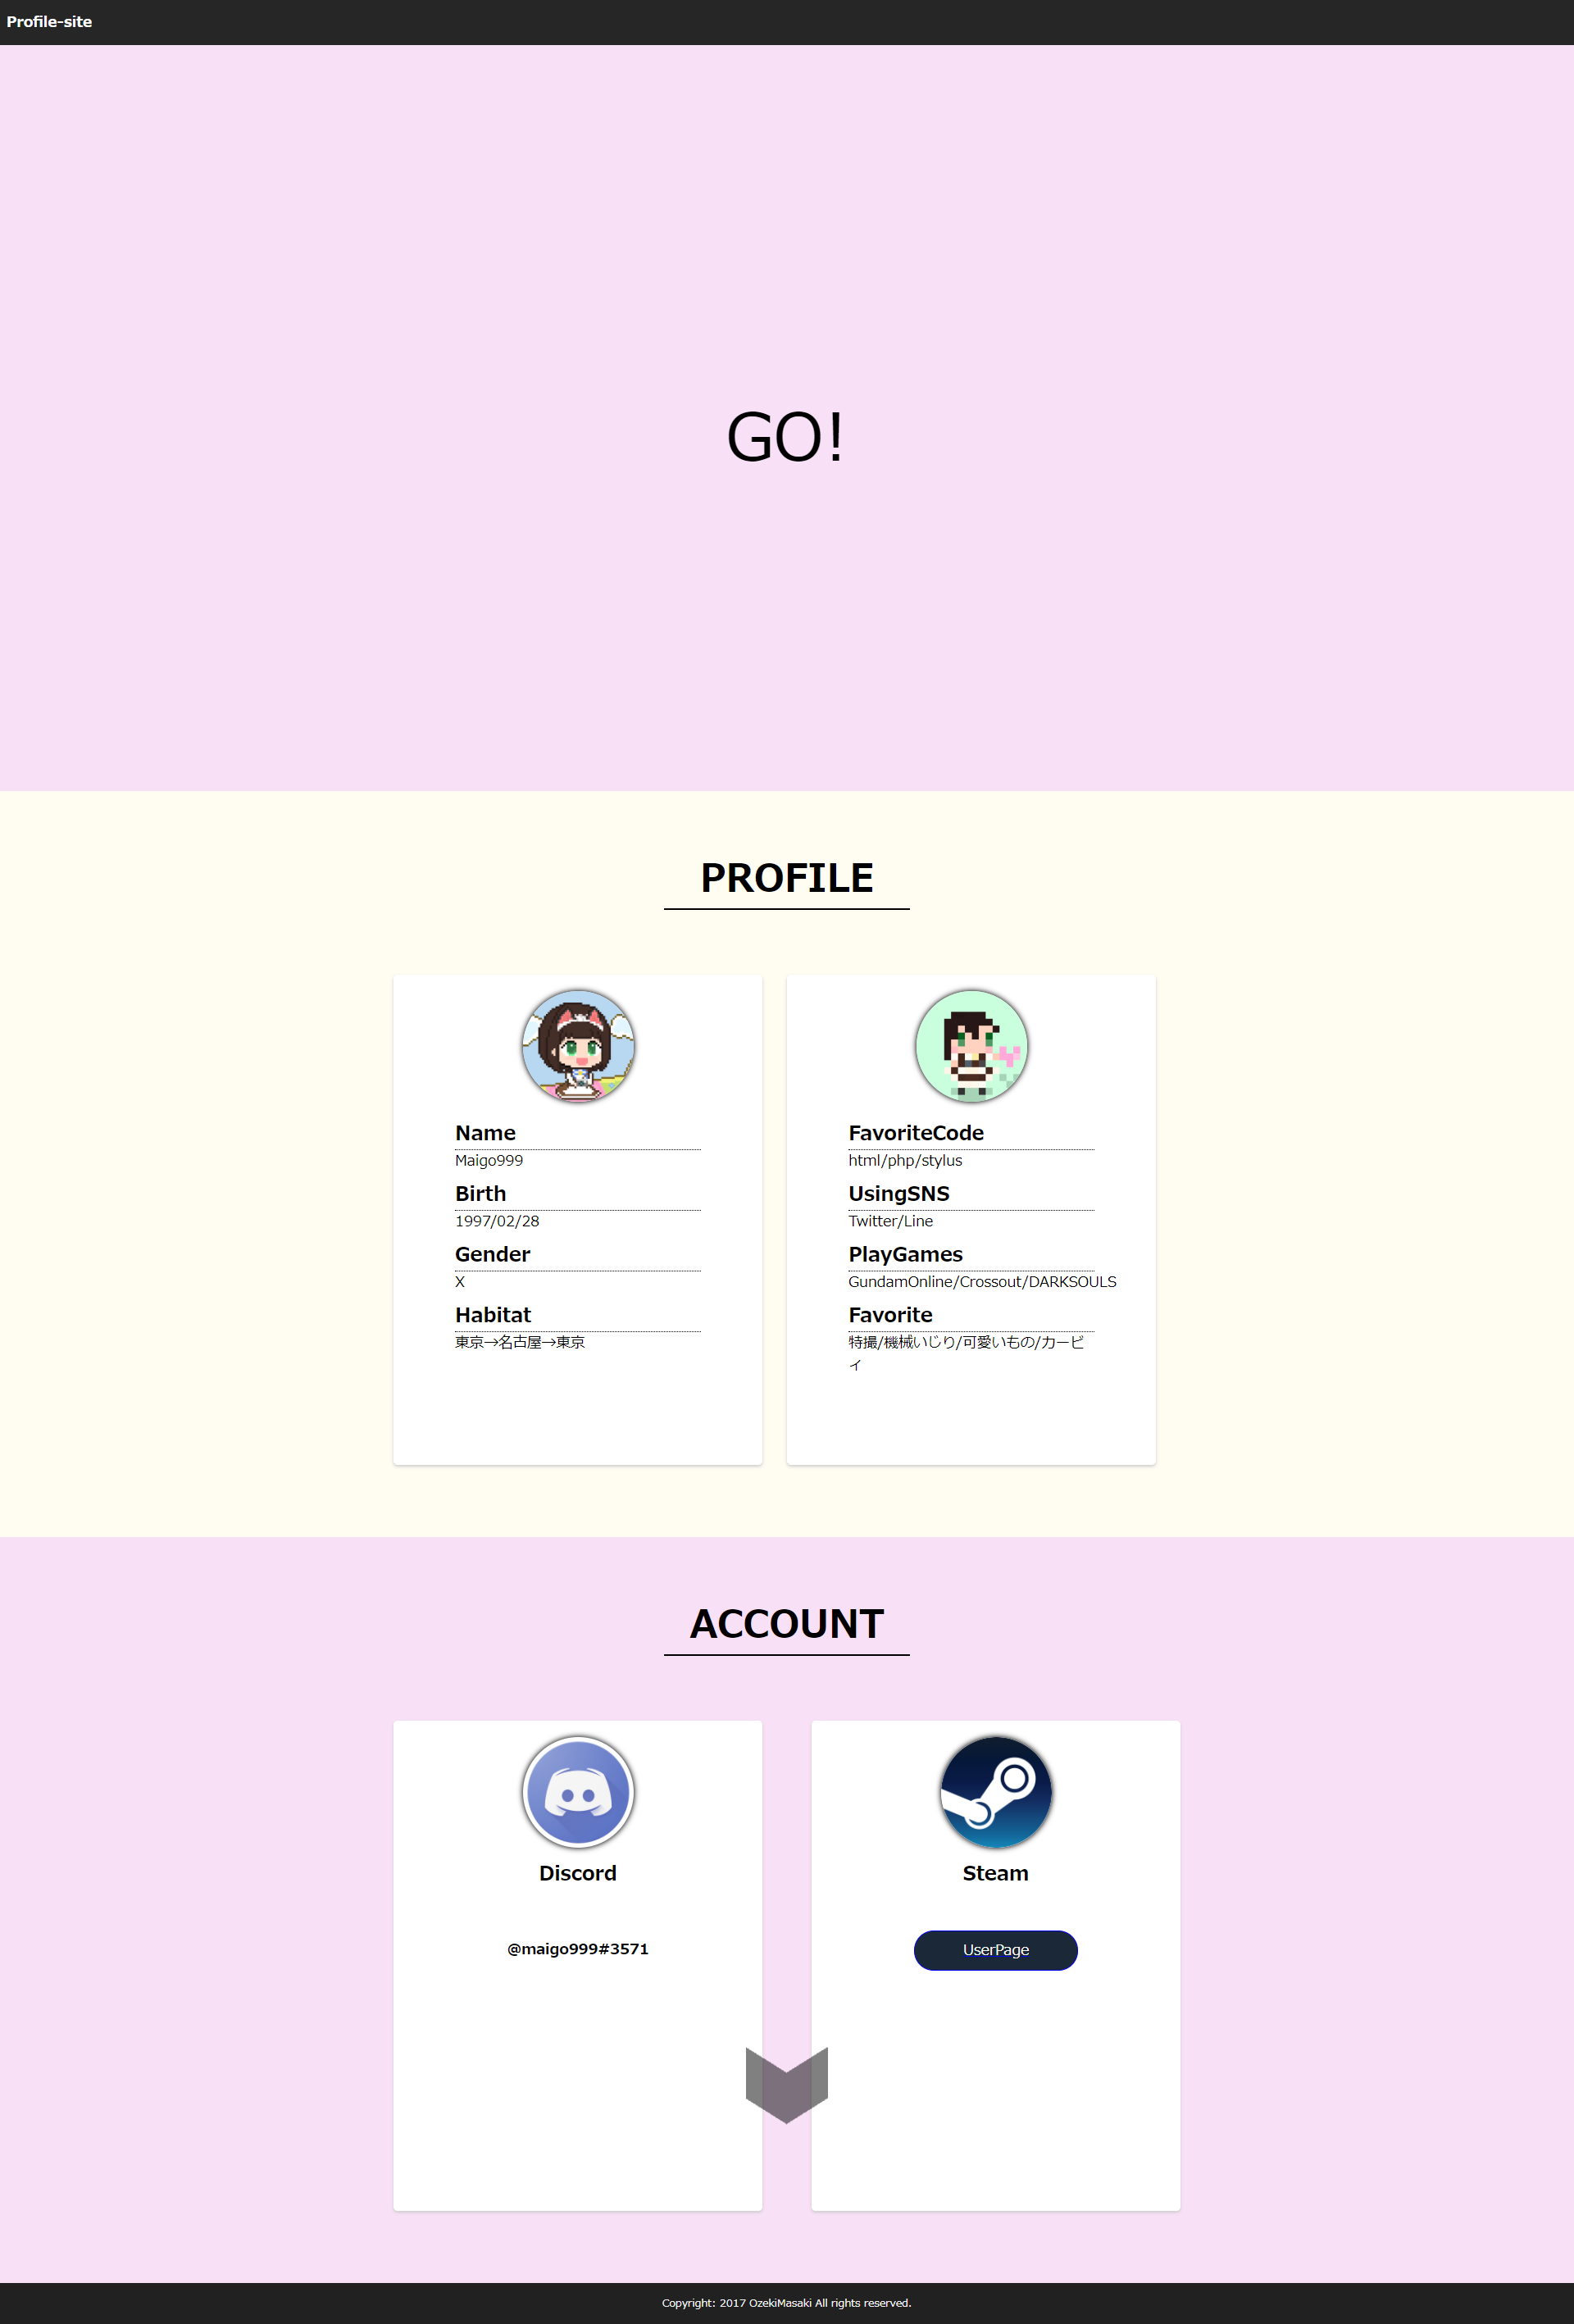 Profile-site
GO!
PROFILE
Name
Maigo999
Birth
1997/02/28
Gender
X
Habitat
東京→名古屋→東京
FavoriteCode
html/php/stylus
UsingSNS
Twitter/Line
PlayGames
GundamOnline/Crossout/DARKSOULS
Favorite
特撮/機械いじり/可愛いもの/カービ
ィ
ACCOUNT
Discord
@maigo999#3571
Steam
UserPage
Copyright: 2017 OzekiMasaki All rights reserved.